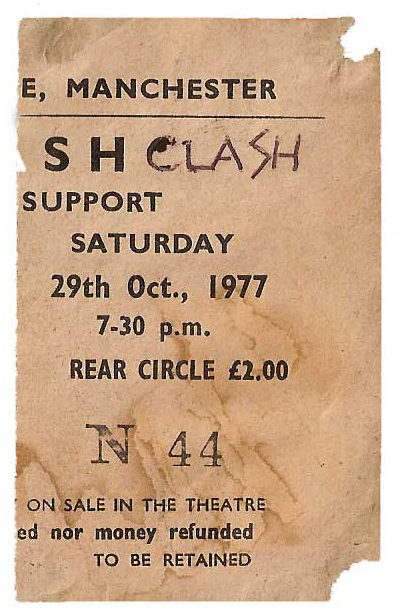 E, MANCHESTER
SH CLASH
SUPPORT
SATURDAY
29th Oct., 1977
7-30 p.m.
REAR CIRCLE £2.00
N 44
ON SALE IN THE THEATRE
ed nor money refunded
TO BE RETAINED